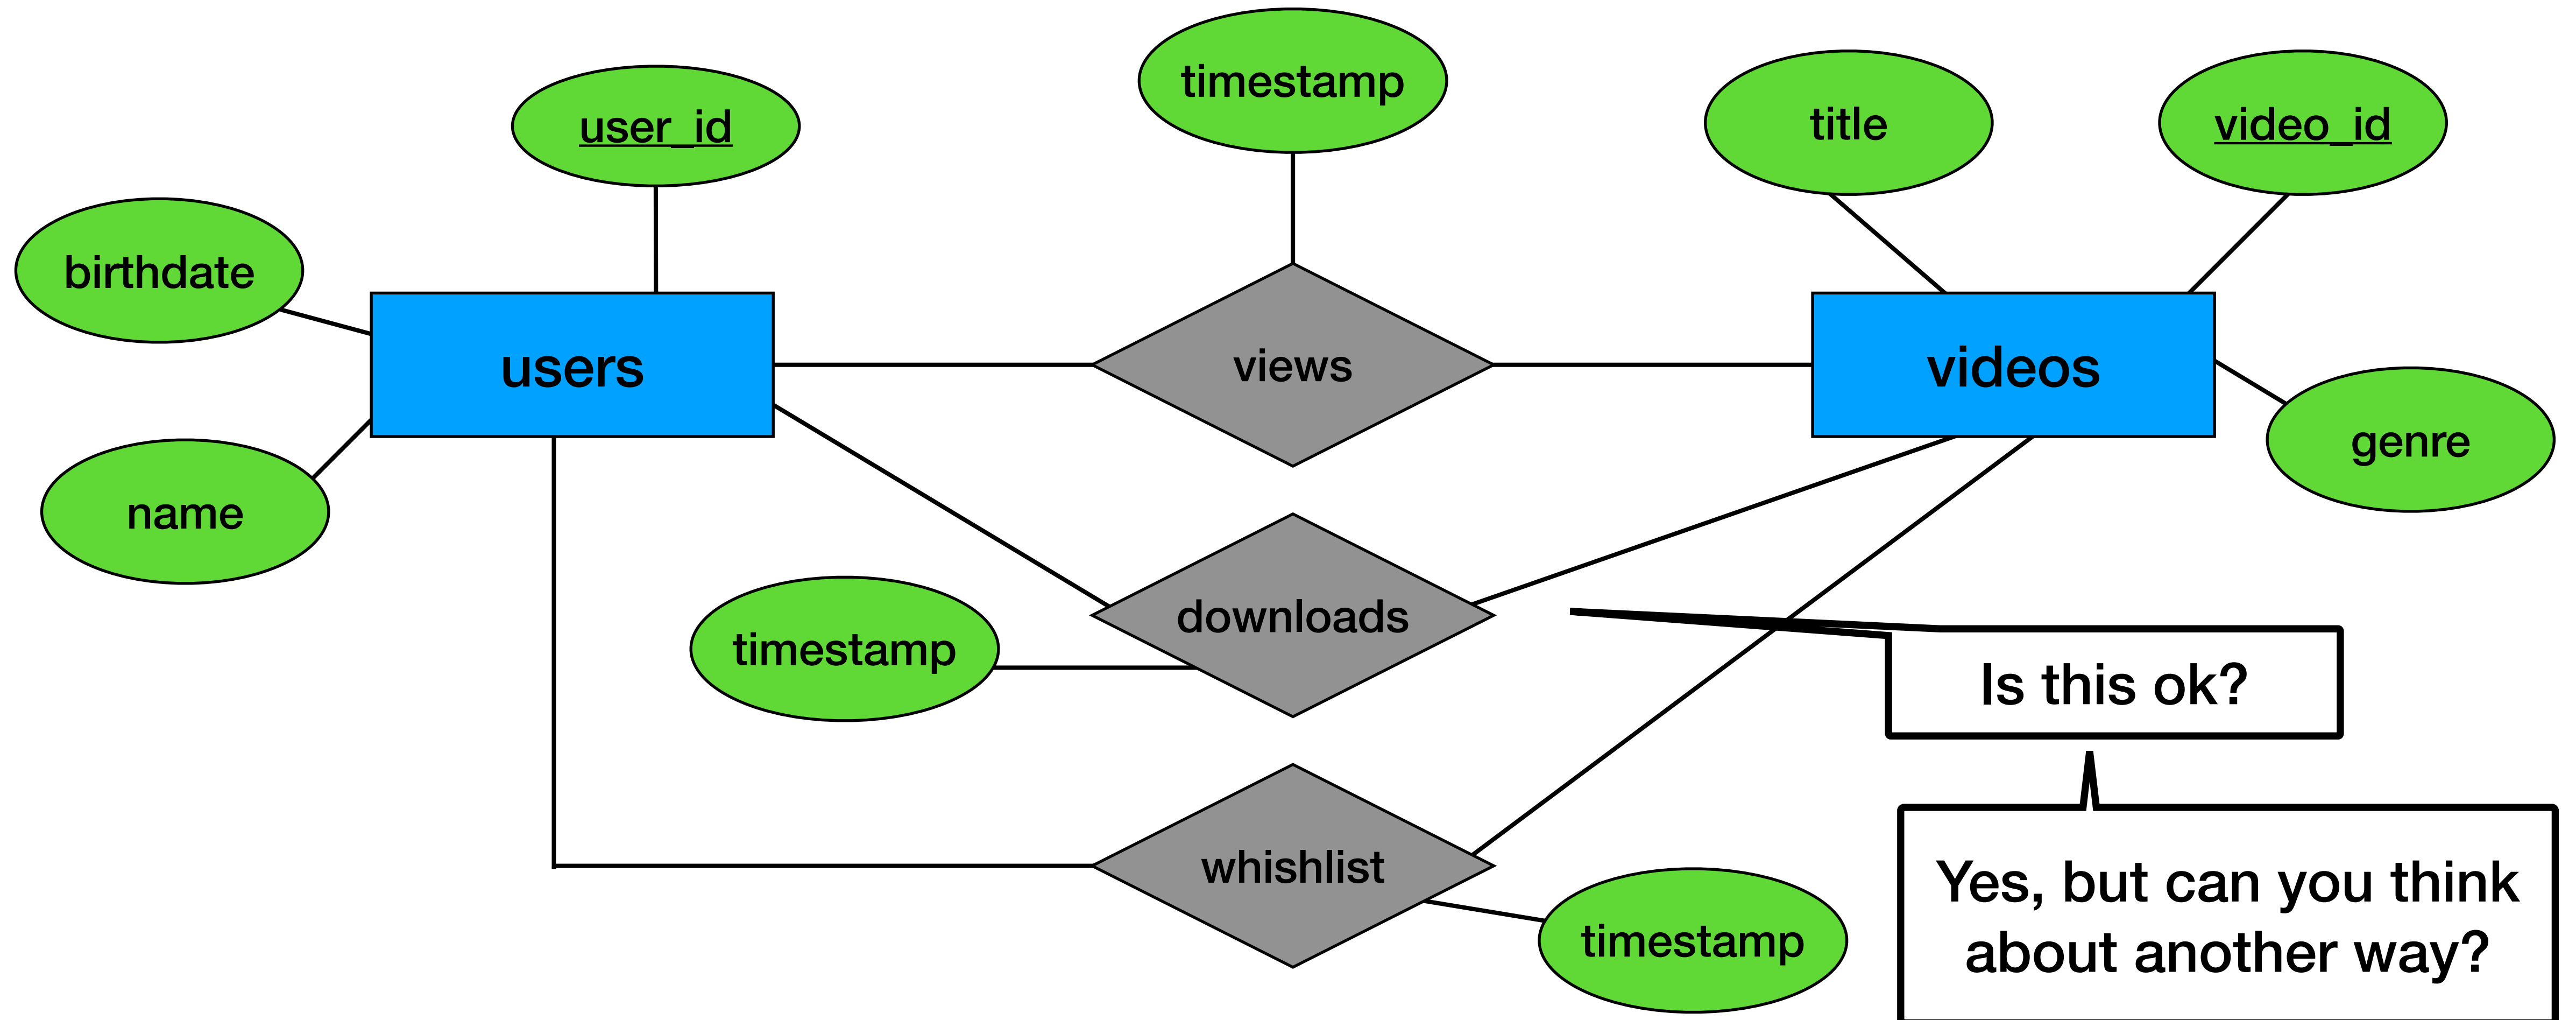 timestamp
title
video_id
user_id
birthdate
users
views
videos
genre
name
downloads
timestamp
Is this ok?
whishlist
Yes, but can you think
about another way?
timestamp